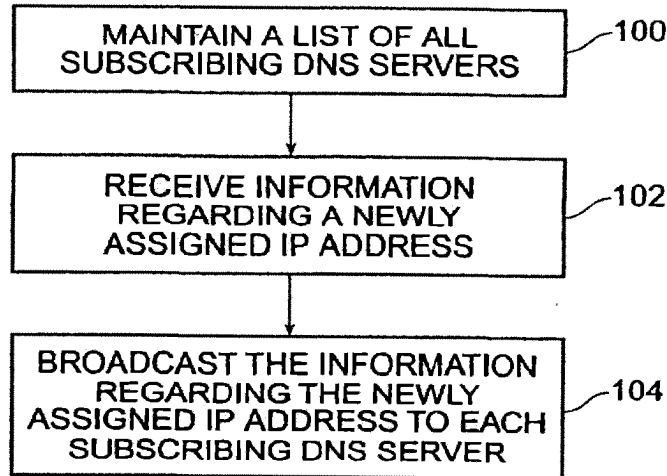 MAINTAIN A LIST OF ALL
SUBSCRIBING DNS SERVERS
100
RECEIVE INFORMATION
REGARDING A NEWLY
ASSIGNED IP ADDRESS
102
BROADCAST THE INFORMATION
REGARDING THE NEWLY
ASSIGNED IP ADDRESS TO EACH
SUBSCRIBING DNS SERVER
104